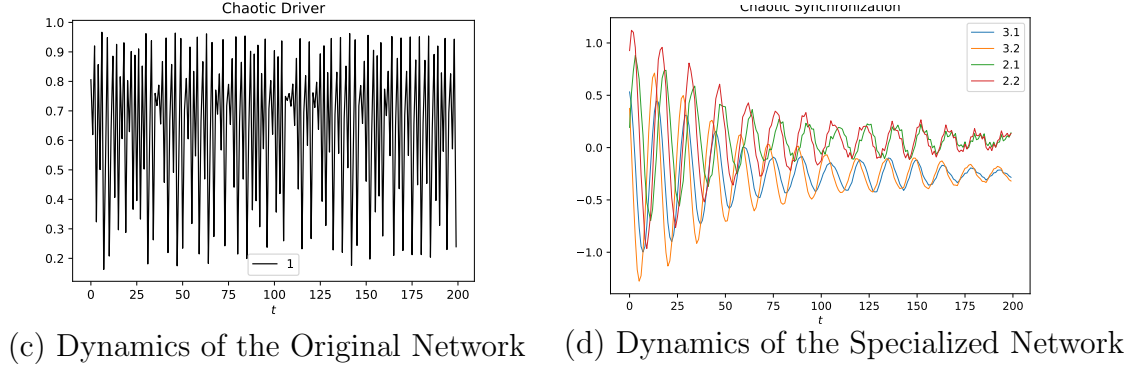 Chaotic Driver
1.0
0.9
0.8
0.7
0.6
0.5
0.4
0.3
0.2
1
0 25 50 75 100 125 150 175 200
t
(c) Dynamics of the Original Network
Chaotic Synchronization
1.0
0.5
0.0
−0.5
−1.0
3.1
3.2
2.1
2.2
0 25 50 75 100 125 150 175 200
t
(d) Dynamics of the Specialized Network